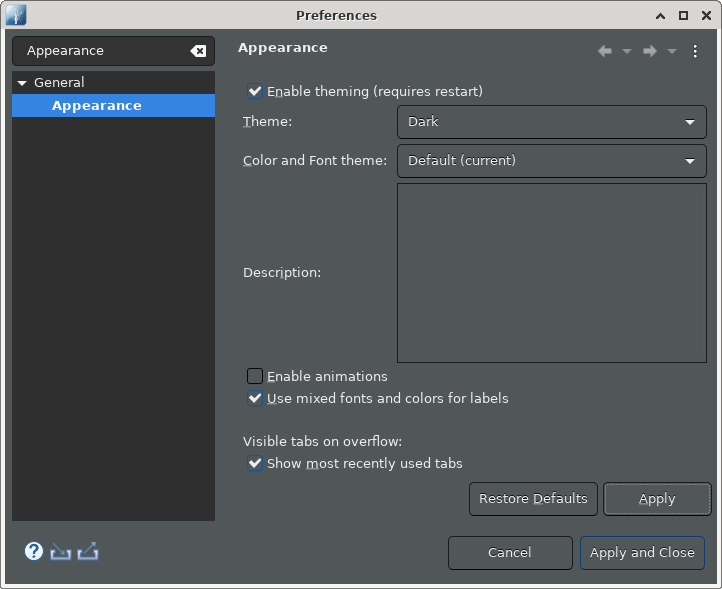 Preferences
Appearance
General
Appearance
Appearance
Enable theming (requires restart)
Theme:
Dark
Color and Font theme:
Default (current)
Description:
Enable animations
Use mixed fonts and colors for labels
Visible tabs on overflow:
Show most recently used tabs
Restore Defaults
Apply
?
Cancel
Apply and Close